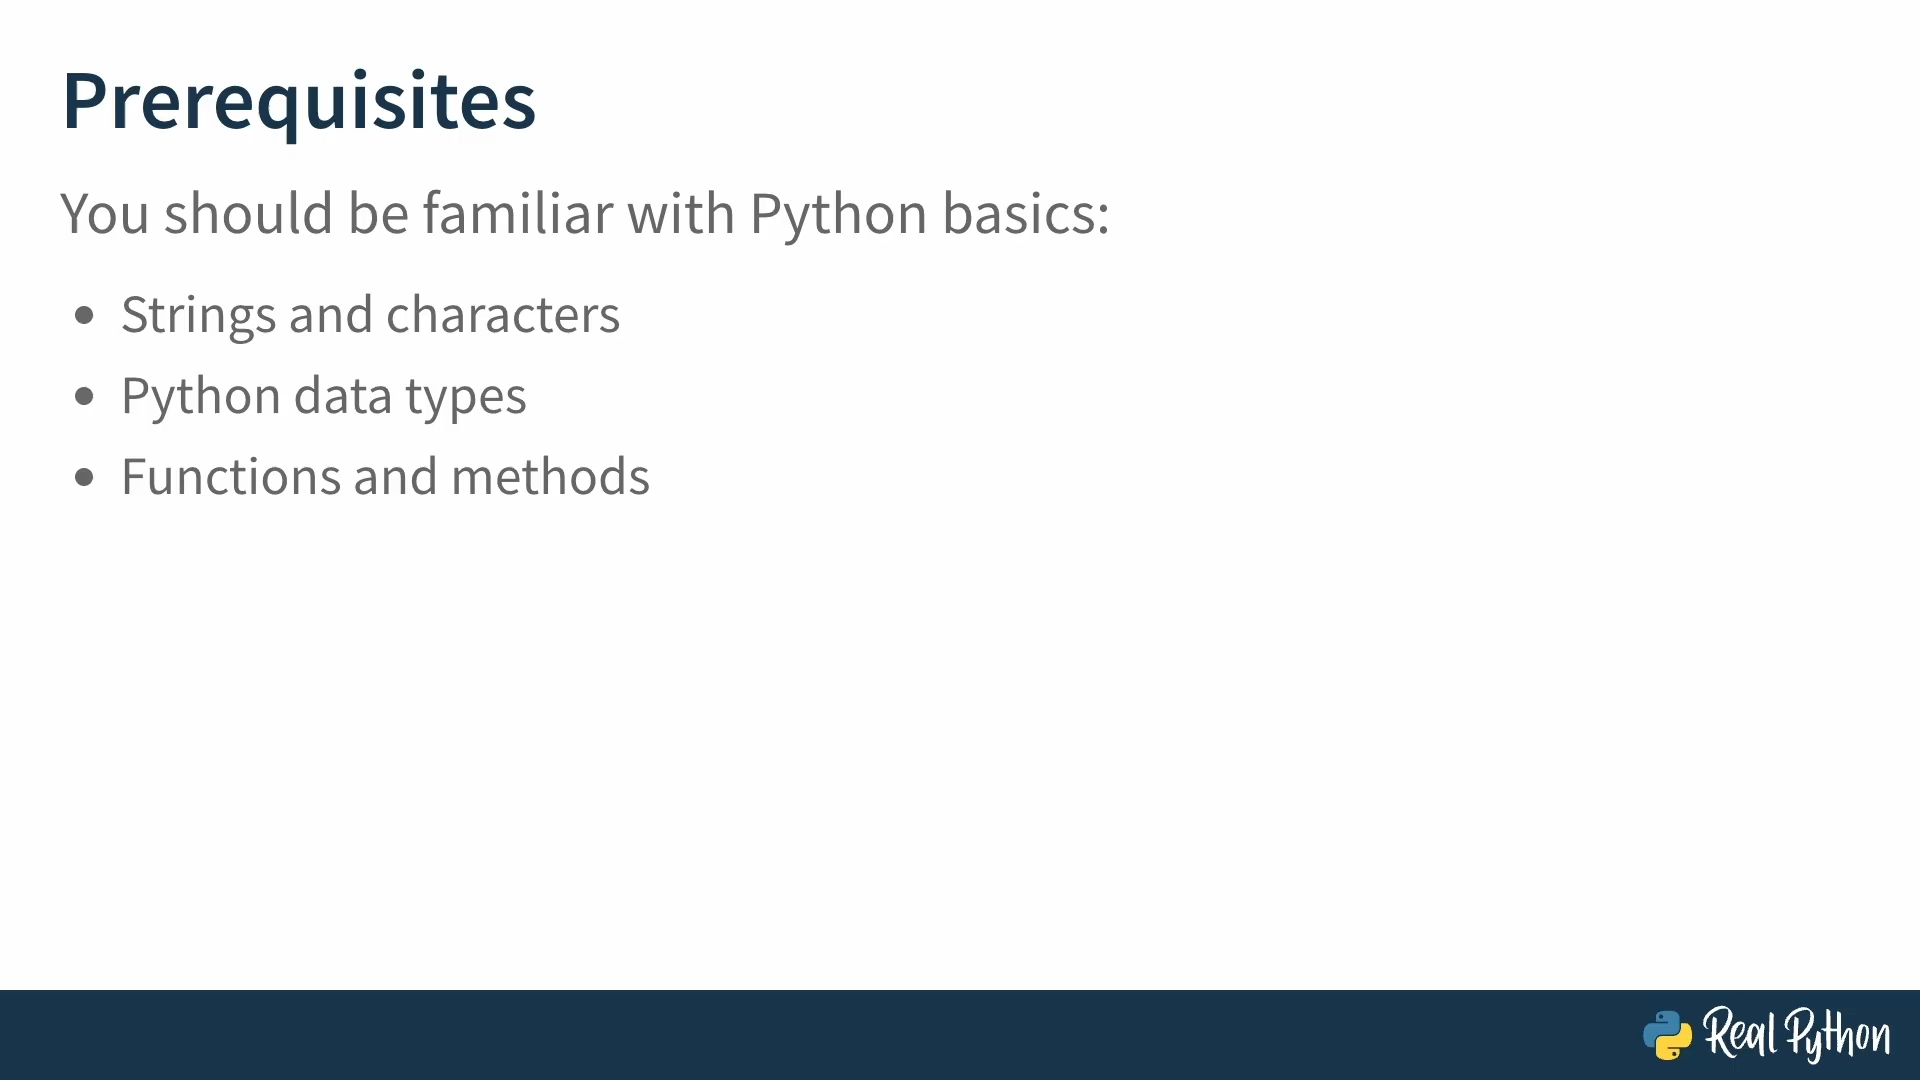 Prerequisites
You should be familiar with Python basics:
• Strings and characters
• Python data types
• Functions and methods
Real Python